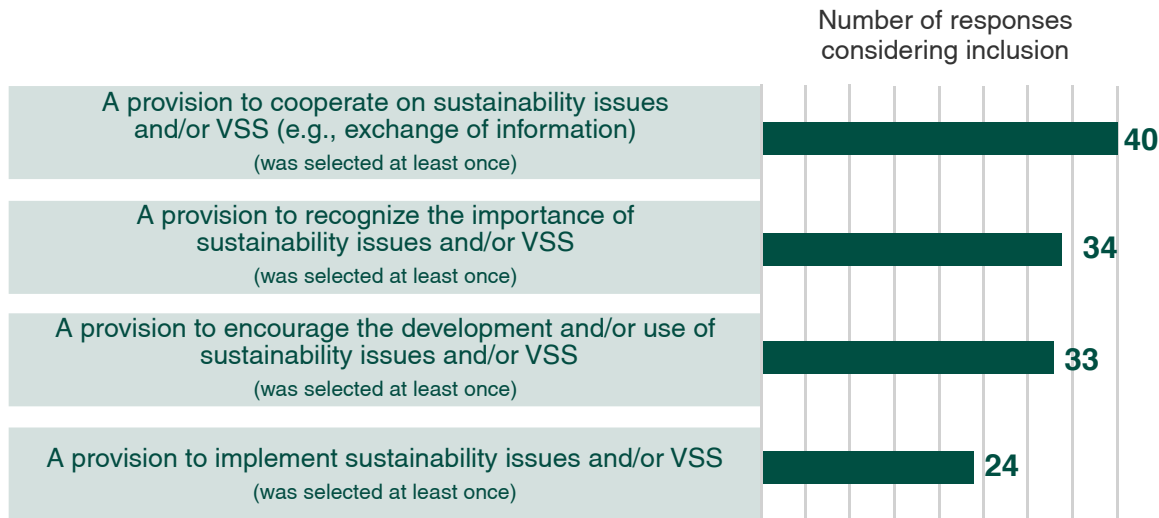 Number of responses
considering inclusion
A provision to cooperate on sustainability issues
and/or VSS (e.g., exchange of information)
(was selected at least once)
40
A provision to recognize the importance of
sustainability issues and/or VSS
(was selected at least once)
34
A provision to encourage the development and/or use of
sustainability issues and/or VSS
(was selected at least once)
33
A provision to implement sustainability issues and/or VSS
(was selected at least once)
24